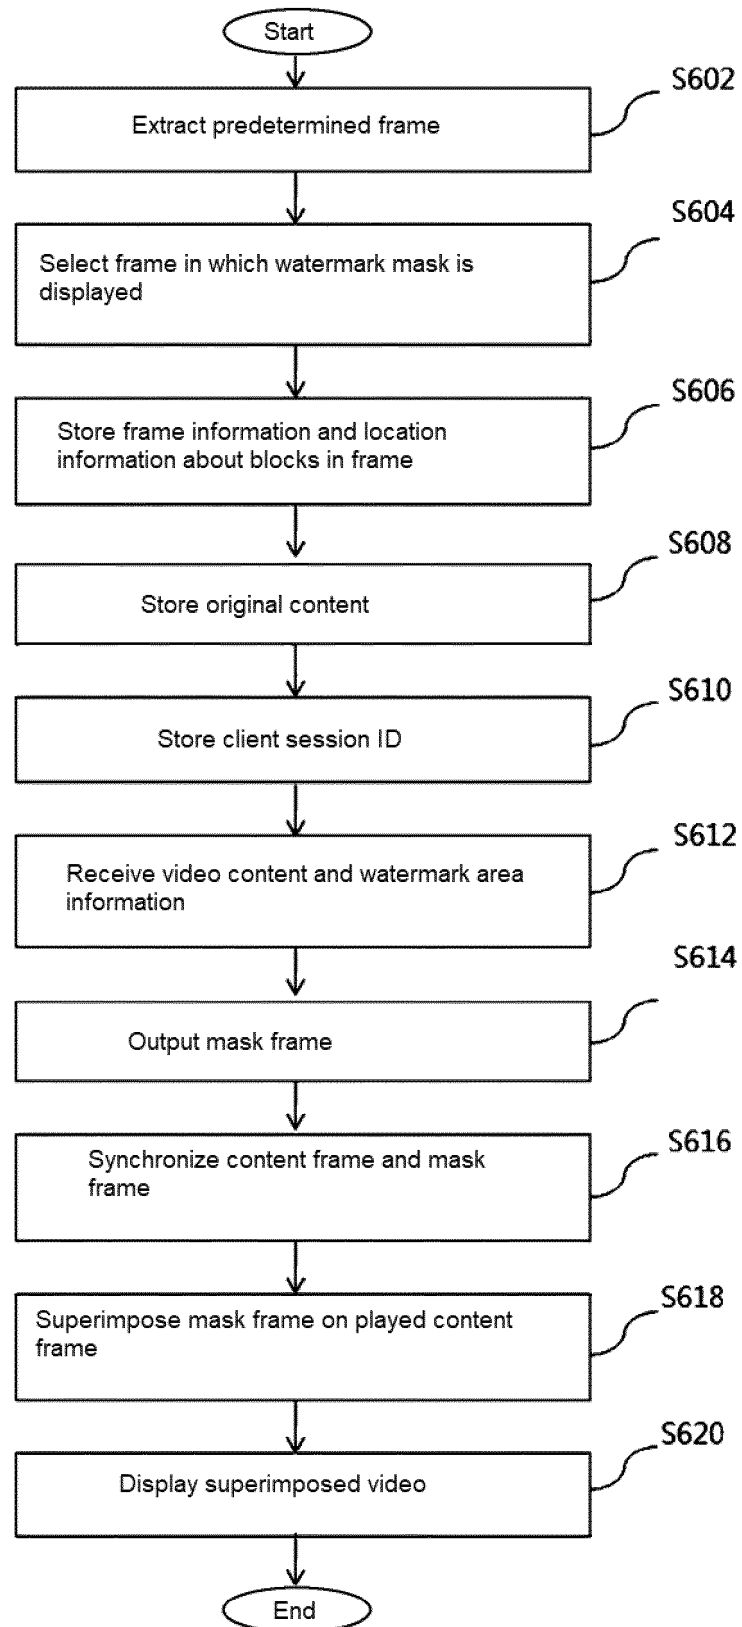 Start
S602
Extract predetermined frame
S604
Select frame in which watermark mask is
displayed
S606
Store frame information and location
information about blocks in frame
S608
Store original content
S610
Store client session ID
S612
Receive video content and watermark area
information
S614
Output mask frame
S616
Synchronize content frame and mask
frame
S618
Superimpose mask frame on played content
frame
S620
Display superimposed video
End